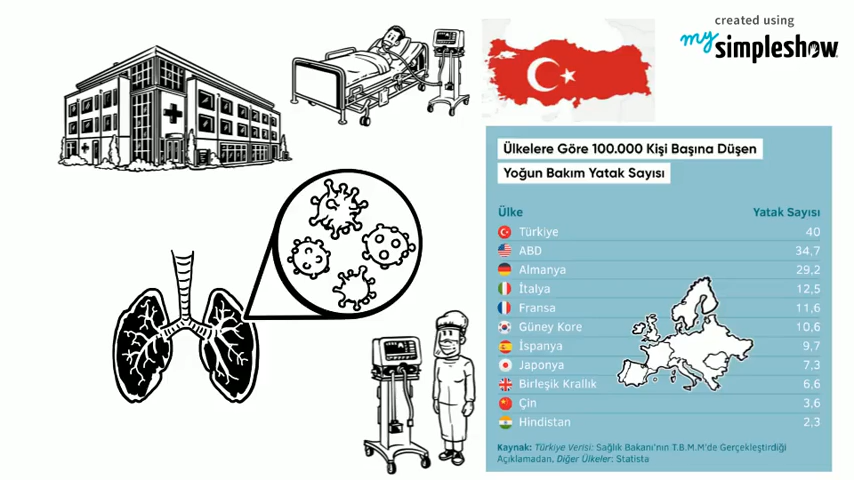 created using
my simpleshow.
Ülkelere Göre 100.000 Kişi Başına Düşen
Yoğun Bakım Yatak Sayısı
Ülke Yatak Sayısı
Türkiye 40
ABD 34,7
Almanya 29,2
İtalya 12,5
Fransa 11,6
Güney Kore 10,6
İspanya 9,7
Japonya 7,3
Birleşik Krallık 6,6
Çin 3,6
Hindistan 2,3
Kaynak: Türkiye Verisi: Sağlık Bakanı'nın T.B.M.M'de Gerçekleştirdiği
Açıklamadan, Diğer Ülkeler: Statista